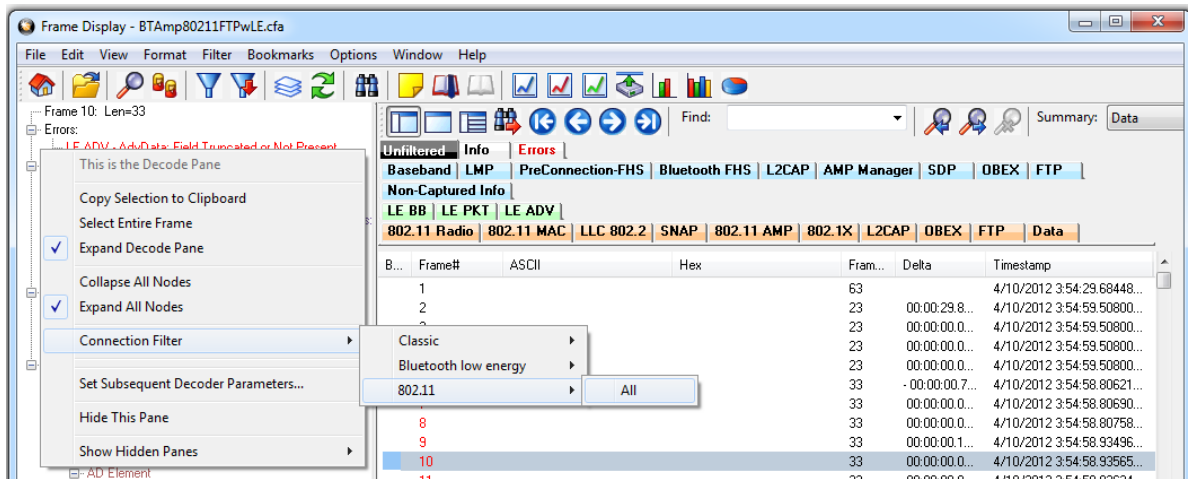 Frame Display - BTAmp80211FTPwLE.cfa
File Edit View Format Filter Bookmarks Options Window Help
Frame 10: Len=33
Errors:
LE ADV - AdvData: Field Truncated or Not Present
This is the Decode Pane
Copy Selection to Clipboard
Select Entire Frame
Expand Decode Pane
Collapse All Nodes
Expand All Nodes
Connection Filter
Set Subsequent Decoder Parameters...
Hide This Pane
Show Hidden Panes
AD Element
Classic
Bluetooth low energy
802.11
All
Find:
Summary: Data
Unfiltered Info Errors
Baseband LMP PreConnection-FHS Bluetooth FHS L2CAP AMP Manager SDP OBEX FTP
Non-Captured Info
LE BB LE PKT LE ADV
802.11 Radio 802.11 MAC LLC 802.2 SNAP 802.11 AMP 802.1X L2CAP OBEX FTP Data
B... Frame# ASCII Hex Fram... Delta Timestamp
1 63 4/10/2012 3:54:29.68448...
2 23 00:00:29.8... 4/10/2012 3:54:59.50800...
23 00:00:00.0... 4/10/2012 3:54:59.50800...
23 00:00:00.0... 4/10/2012 3:54:59.50800...
23 00:00:00.0... 4/10/2012 3:54:59.50800...
33 - 00:00:00.7... 4/10/2012 3:54:58.80621...
33 00:00:00.0... 4/10/2012 3:54:58.80690...
8 33 00:00:00.0... 4/10/2012 3:54:58.80758...
9 33 00:00:00.1... 4/10/2012 3:54:58.93496...
10 33 00:00:00.0... 4/10/2012 3:54:58.93565...